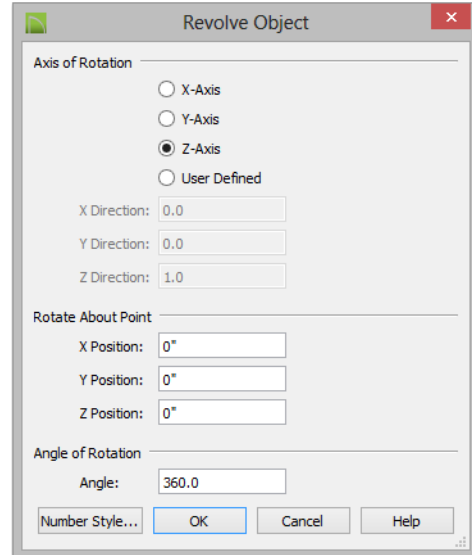 Revolve Object
Axis of Rotation
X-Axis
Y-Axis
Z-Axis
User Defined
X Direction: 0.0
Y Direction: 0.0
Z Direction: 1.0
Rotate About Point
X Position: 0"
Y Position: 0"
Z Position: 0"
Angle of Rotation
Angle: 360.0
Number Style... OK Cancel Help